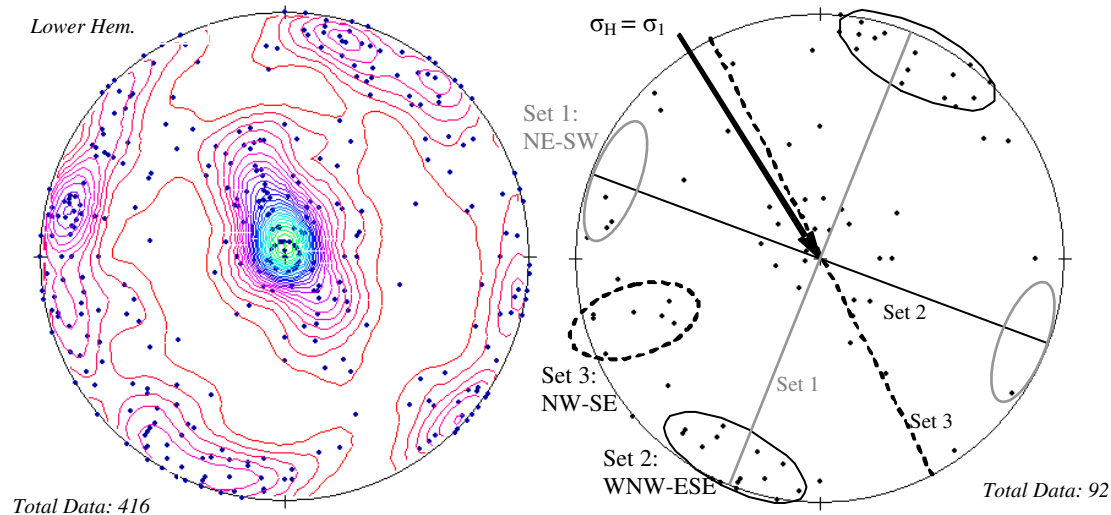 Lower Hem.
Total Data: 416
σH = σ1
Set 1:
NE-SW
Set 2
Set 3:
NW-SE
Set 1
Set 3
Set 2:
WNW-ESE
Total Data: 92